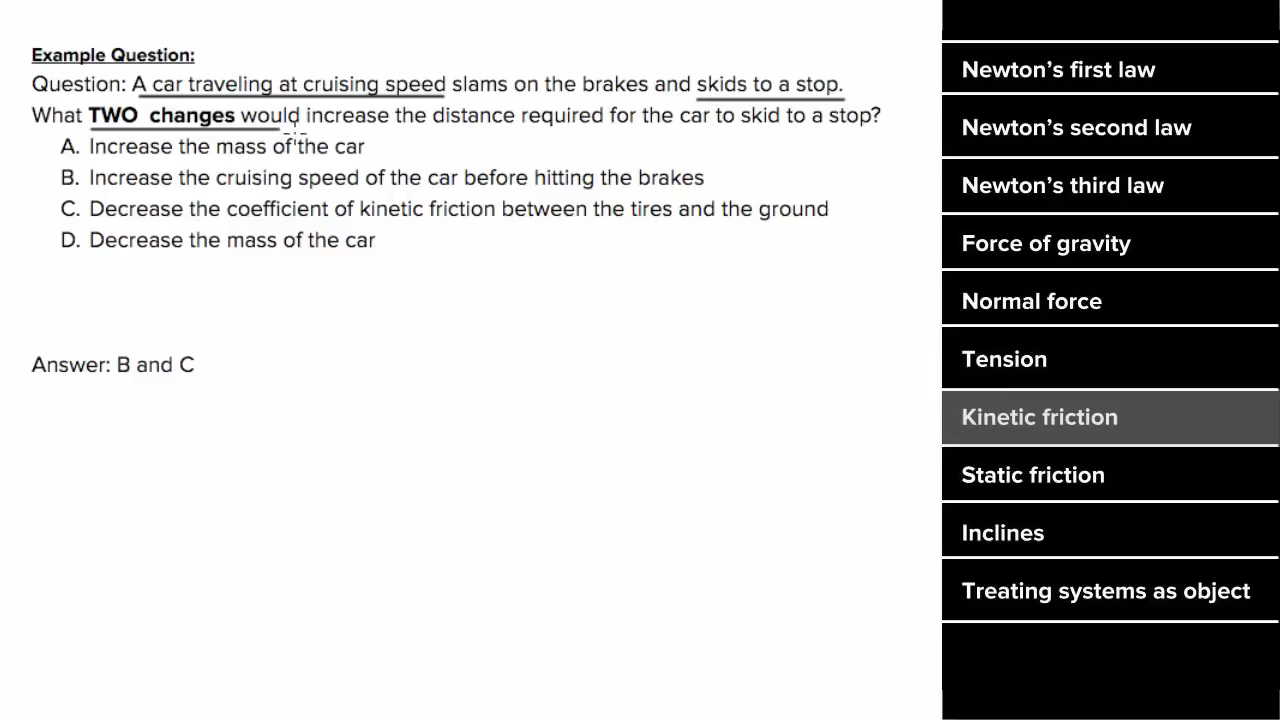 Example Question:
Question: A car traveling at cruising speed slams on the brakes and skids to a stop.
What TWO changes would increase the distance required for the car to skid to a stop?
A. Increase the mass of the car
B. Increase the cruising speed of the car before hitting the brakes
C. Decrease the coefficient of kinetic friction between the tires and the ground
D. Decrease the mass of the car
Answer: B and C
Newton's first law
Newton's second law
Newton's third law
Force of gravity
Normal force
Tension
Kinetic friction
Static friction
Inclines
Treating systems as object